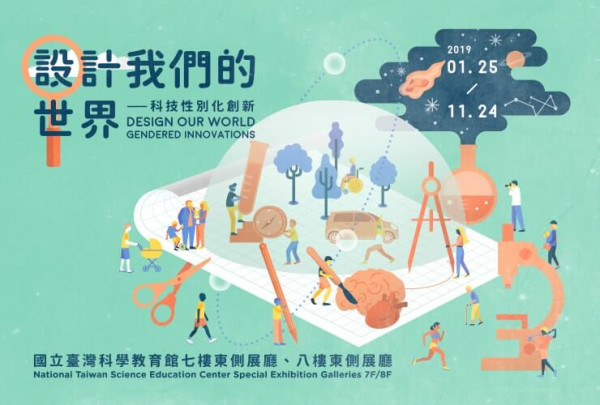 設計我們的
世界
——科技性別化創新
DESIGN OUR WORLD
GENDERED INNOVATIONS
2019
01.25
/
11.24
國立臺灣科學教育館七樓東側展廳、八樓東側展廳
National Taiwan Science Education Center Special Exhibition Galleries 7F/8F